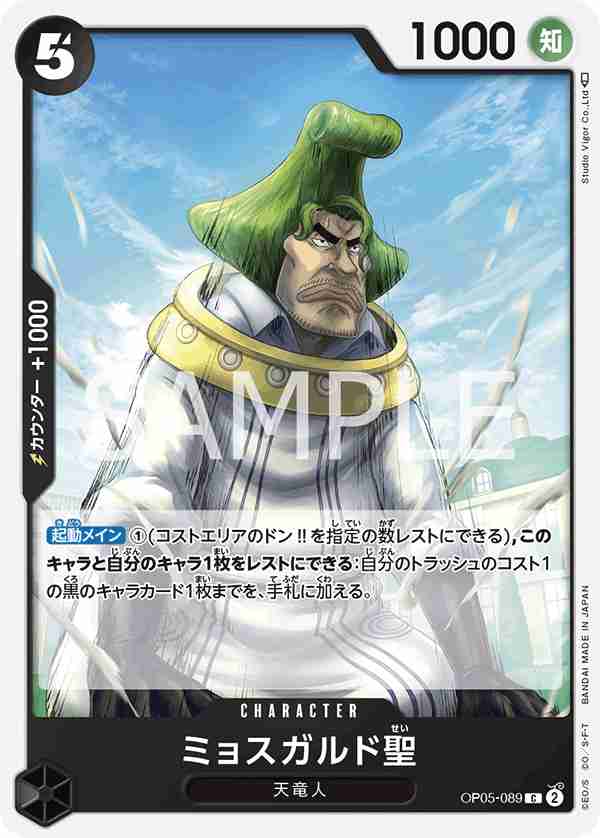 5
1000
知
Studio Vigor Co.,Ltd
カウンター +1000
SAMPLE
起動メイン ①(コストエリアのドン!!を指定の数レストにできる),この
キャラと自分のキャラ1枚をレストにできる:自分のトラッシュのコスト1
の黒のキャラカード1枚までを、手札に加える。
CHARACTER
ミョスガルド聖
せい
天竜人
OP05-089 C 2
©E/S ©O/S・F・T BANDAI MADE IN JAPAN